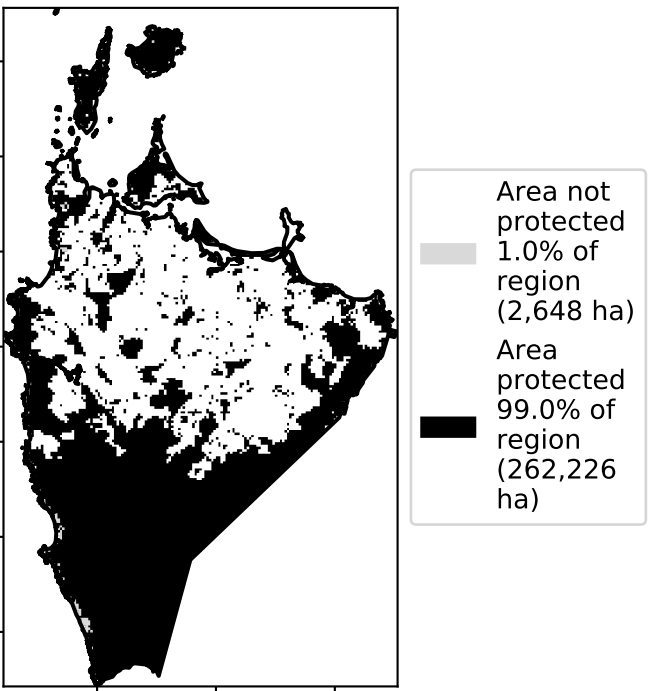 Area not
protected
1.0% of
region
(2,648 ha)
Area
protected
99.0% of
region
(262,226
ha)